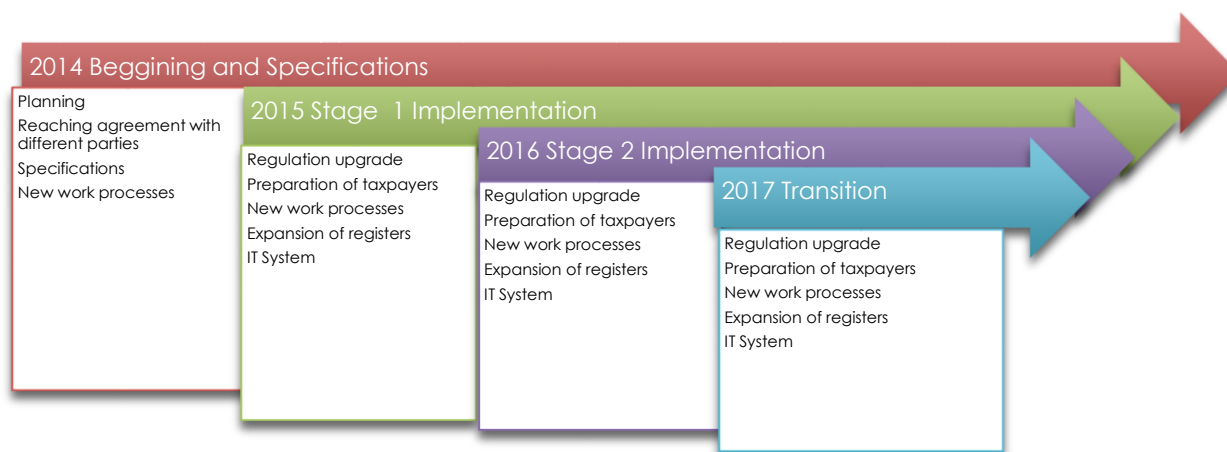 2014 Beggining and Specifications
Planning
Reaching agreement with
different parties
Specifications
New work processes
2015 Stage 1 Implementation
Regulation upgrade
Preparation of taxpayers
New work processes
Expansion of registers
IT System
2016 Stage 2 Implementation
Regulation upgrade
Preparation of taxpayers
New work processes
Expansion of registers
IT System
2017 Transition
Regulation upgrade
Preparation of taxpayers
New work processes
Expansion of registers
IT System